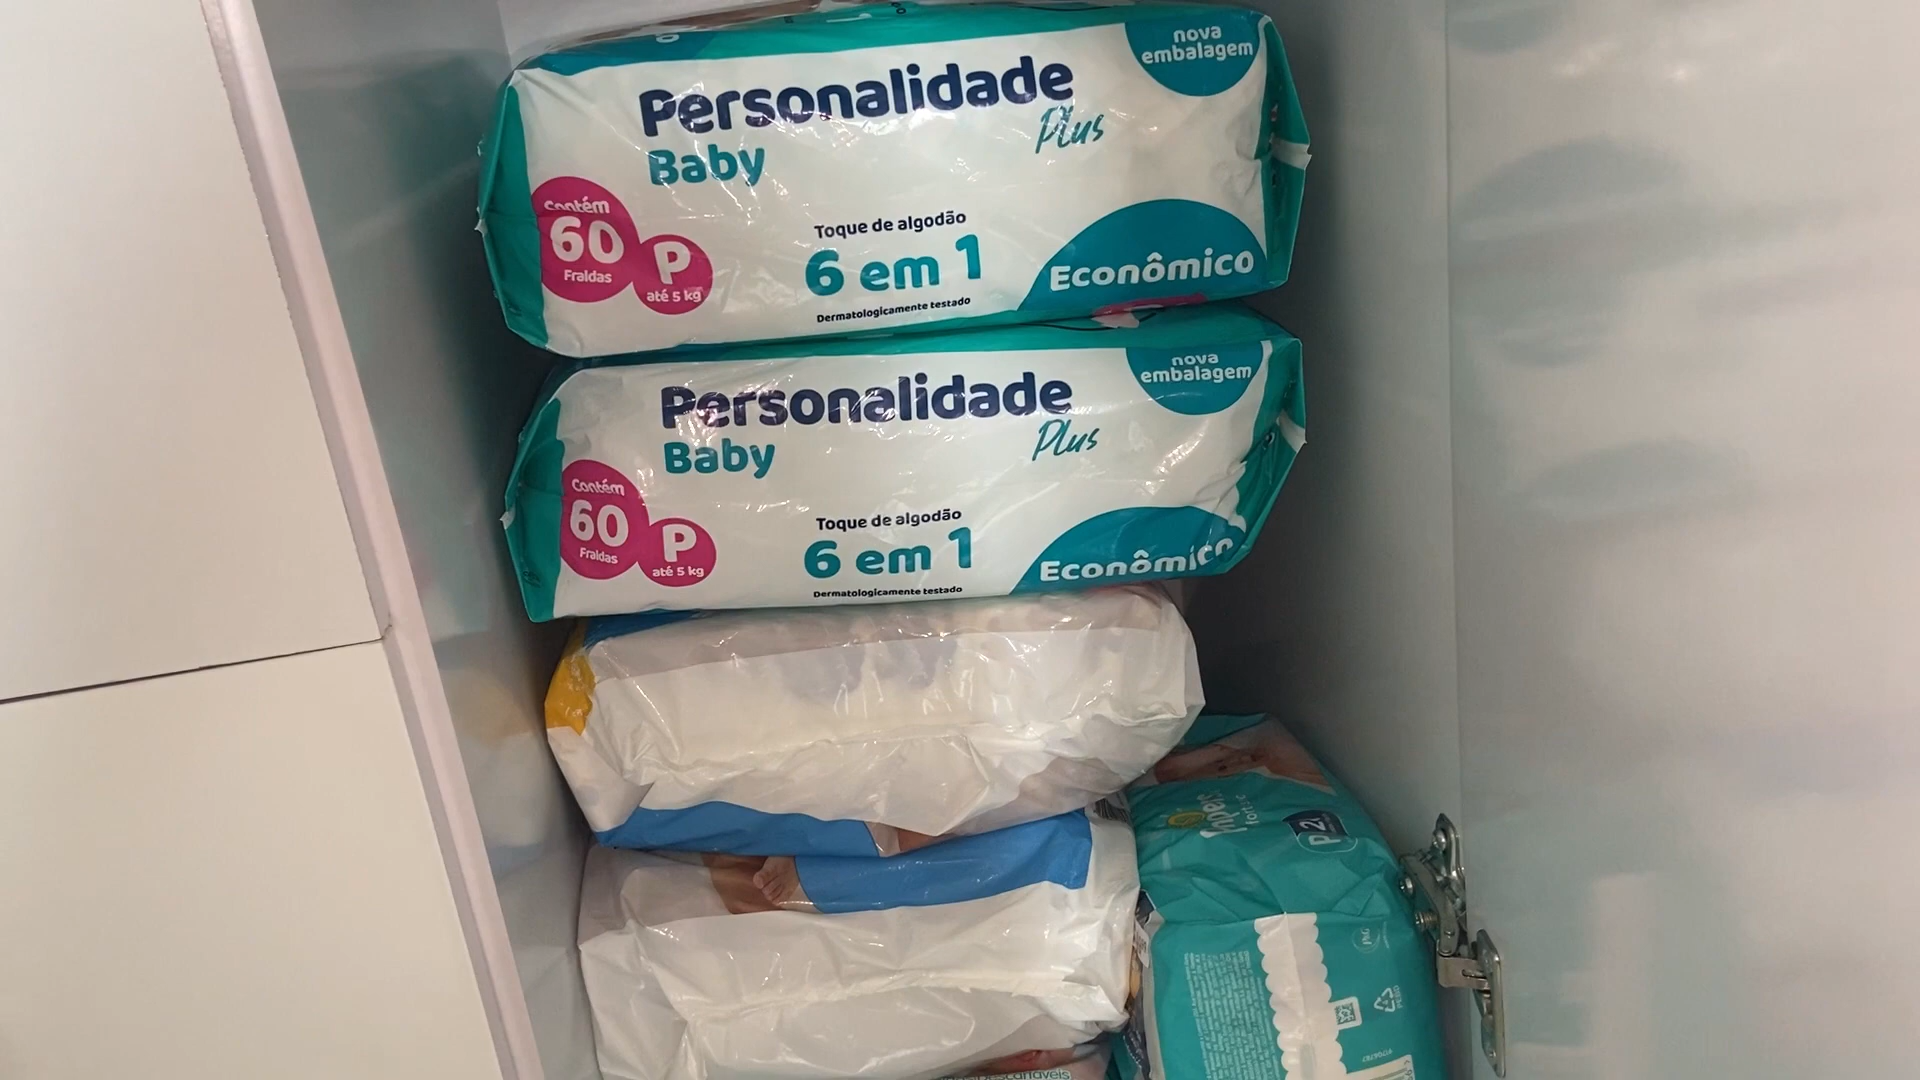 nova
embalagem
Personalidade
Plus
Baby
Contém
60
Fraldas
P
até 5 kg
Toque de algodão
6 em 1
Dermatologicamente testado
Econômico
nova
embalagem
Personalidade
Plus
Baby
Contém
60
Fraldas
P
até 5 kg
Toque de algodão
6 em 1
Dermatologicamente testado
Econômico
P&G